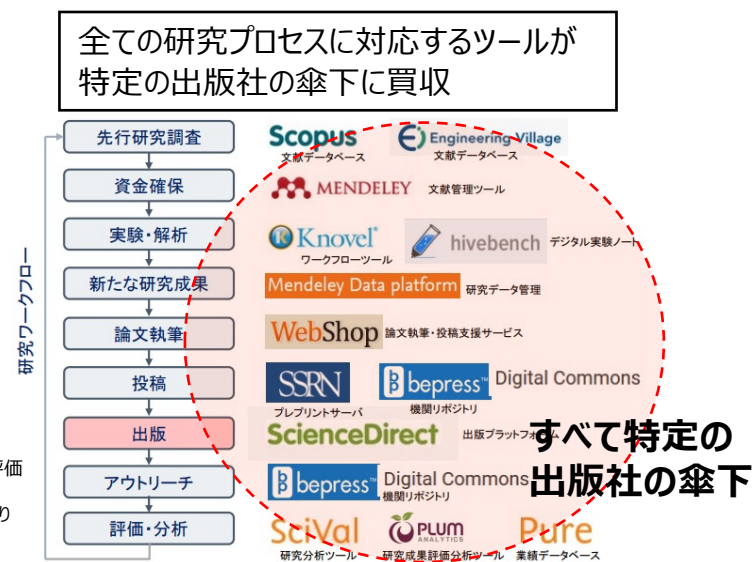 全ての研究プロセスに対応するツールが
特定の出版社の傘下に買収
研究ワークフロー
先行研究調査
Scopus
文献データベース
Engineering Village
文献データベース
資金確保
MENDELEY
文献管理ツール
実験・解析
Knovel
ワークフローツール
hivebench
デジタル実験ノート
新たな研究成果
Mendeley Data platform
研究データ管理
論文執筆
WebShop
論文執筆・投稿支援サービス
投稿
SSRN
プレプリントサーバ
bepress™ Digital Commons
機関リポジトリ
出版
ScienceDirect
出版プラットフォーム
すべて特定の
出版社の傘下
アウトリーチ
bepress™ Digital Commons
機関リポジトリ
評価・分析
SciVal
研究分析ツール
PLUM
ANALYTICS
研究成果評価分析ツール
Pure
業績データベース
評価
り